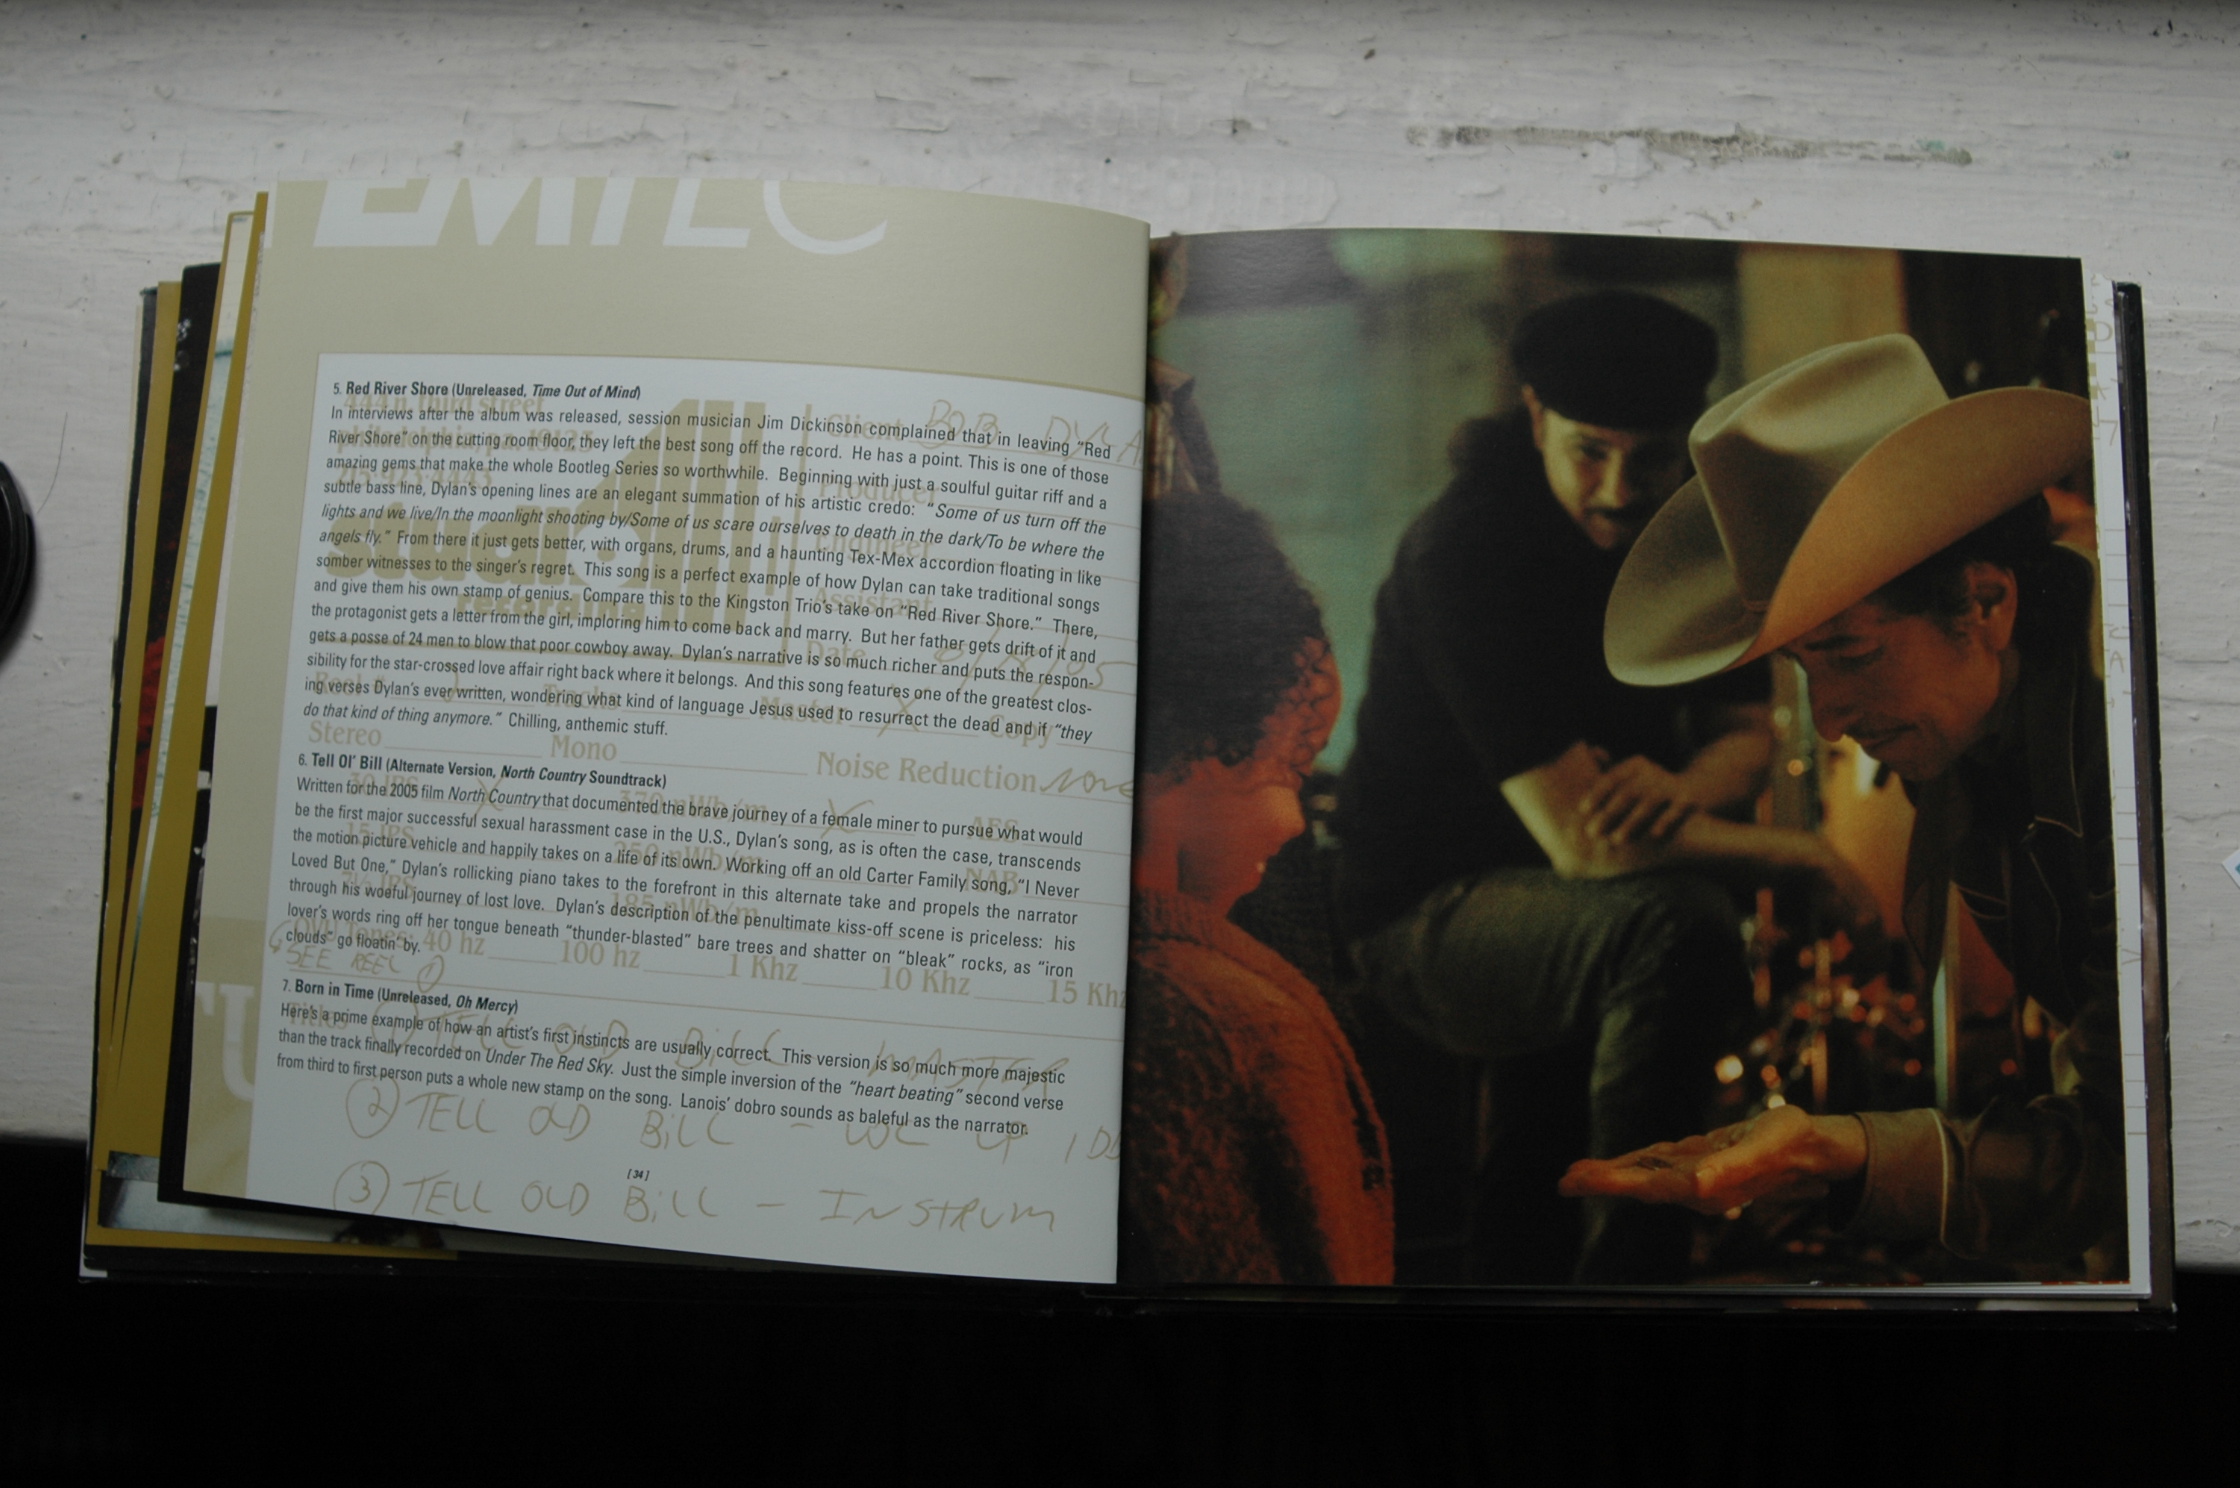 EMTEC
5. Red River Shore (Unreleased, Time Out of Mind)
In interviews after the album was released, session musician Jim Dickinson complained that in leaving "Red
River Shore" on the cutting room floor, they left the best song off the record. He has a point. This is one of those
amazing gems that make the whole Bootleg Series so worthwhile. Beginning with just a soulful guitar riff and a
subtle bass line, Dylan's opening lines are an elegant summation of his artistic credo: "Some of us turn off the
lights and we live/In the moonlight shooting by/Some of us scare ourselves to death in the dark/To be where the
angels fly." From there it just gets better, with organs, drums, and a haunting Tex-Mex accordion floating in like
somber witnesses to the singer's regret. This song is a perfect example of how Dylan can take traditional songs
and give them his own stamp of genius. Compare this to the Kingston Trio's take on "Red River Shore." There,
the protagonist gets a letter from the girl, imploring him to come back and marry. But her father gets drift of it and
gets a posse of 24 men to blow that poor cowboy away. Dylan's narrative is so much richer and puts the respon-
sibility for the star-crossed love affair right back where it belongs. And this song features one of the greatest clos-
ing verses Dylan's ever written, wondering what kind of language Jesus used to resurrect the dead and if "they
do that kind of thing anymore." Chilling, anthemic stuff.
Stereo Mono Noise Reduction none
6. Tell Ol' Bill (Alternate Version, North Country Soundtrack)
Written for the 2005 film North Country that documented the brave journey of a female miner to pursue what would
be the first major successful sexual harassment case in the U.S., Dylan's song, as is often the case, transcends
the motion picture vehicle and happily takes on a life of its own. Working off an old Carter Family song, "I Never
Loved But One," Dylan's rollicking piano takes to the forefront in this alternate take and propels the narrator
through his woeful journey of lost love. Dylan's description of the penultimate kiss-off scene is priceless: his
lover's words ring off her tongue beneath "thunder-blasted" bare trees and shatter on "bleak" rocks, as "iron
clouds" go floatin' by.
40 hz 100 hz 1 Khz 10 Khz 15 Khz
SEE REEL 1
7. Born in Time (Unreleased, Oh Mercy)
Here's a prime example of how an artist's first instincts are usually correct. This version is so much more majestic
than the track finally recorded on Under The Red Sky. Just the simple inversion of the "heart beating" second verse
from third to first person puts a whole new stamp on the song. Lanois' dobro sounds as baleful as the narrator.
TELL OLD BILL MASTER
2 TELL OLD BILL - VOC UP 1 DB
[34]
3 TELL OLD BILL - INSTRUM